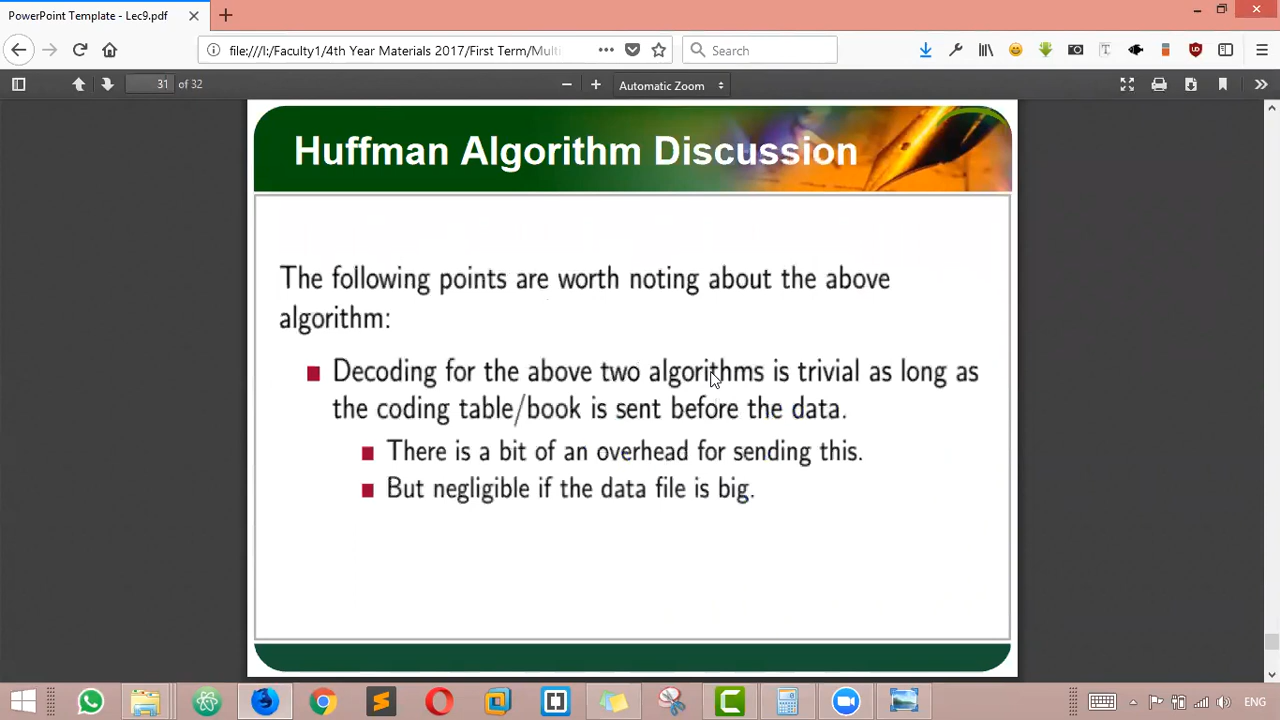 PowerPoint Template - Lec9.pdf
file:///I:/Faculty1/4th Year Materials 2017/First Term/Multi
Search
31 of 32
Automatic Zoom
Huffman Algorithm Discussion
The following points are worth noting about the above
algorithm:
Decoding for the above two algorithms is trivial as long as
the coding table/book is sent before the data.
There is a bit of an overhead for sending this.
But negligible if the data file is big.
ENG